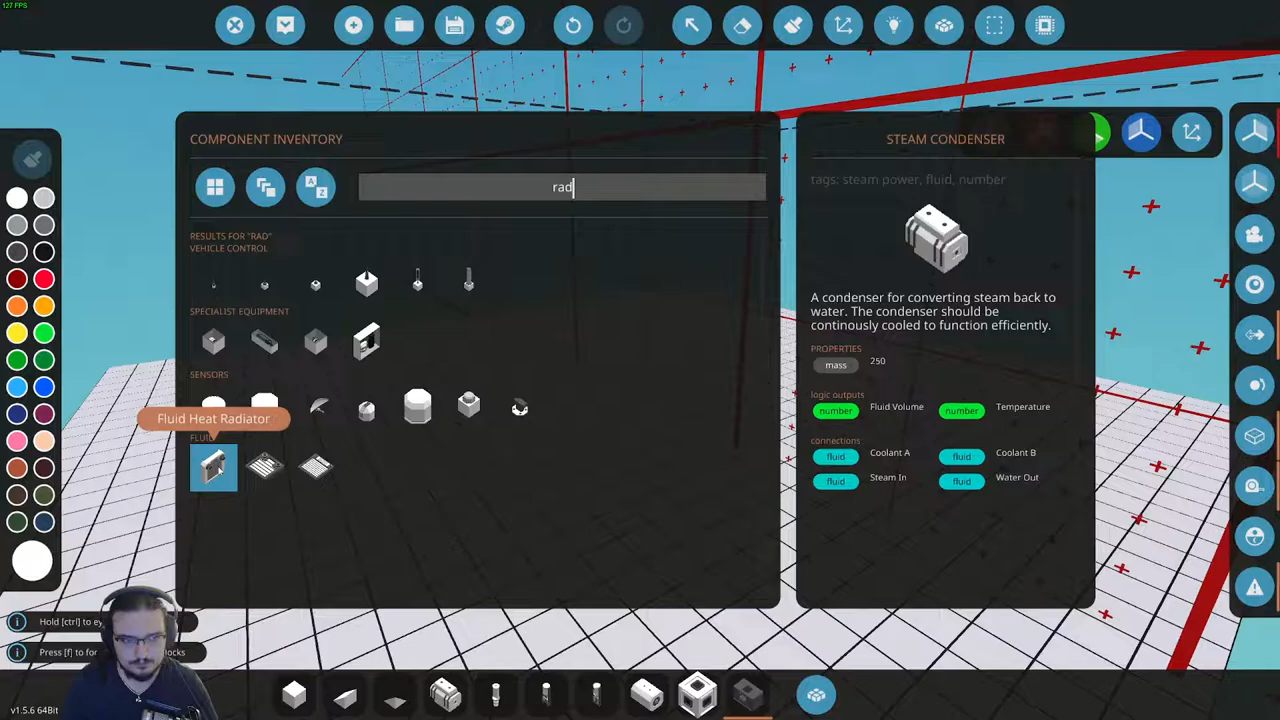 127 FPS
COMPONENT INVENTORY
rad
RESULTS FOR "RAD"
VEHICLE CONTROL
SPECIALIST EQUIPMENT
SENSORS
Fluid Heat Radiator
STEAM CONDENSER
tags: steam power, fluid, number
A condenser for converting steam back to
water. The condenser should be
continously cooled to function efficiently.
PROPERTIES
mass 250
logic outputs
number Fluid Volume number Temperature
connections
fluid Coolant A fluid Coolant B
fluid Steam In fluid Water Out
Hold [ctrl] to
Press [f] to
v1.5.6 64Bit